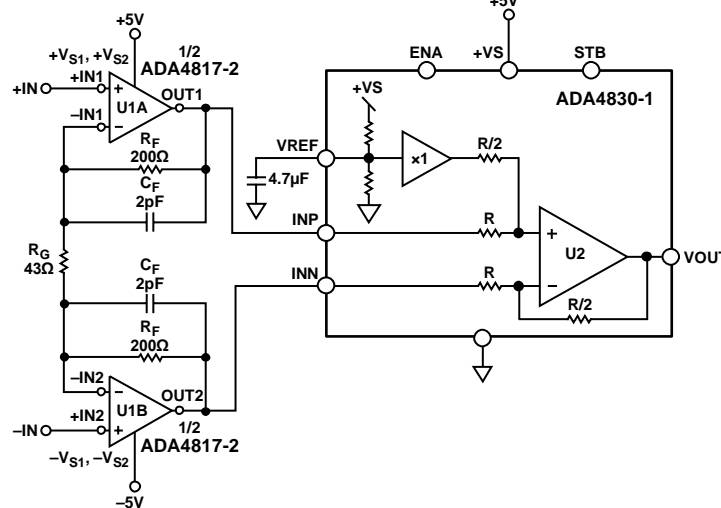 +5V
+VS1, +VS2
1/2
ADA4817-2
+IN
+IN1
U1A
OUT1
–IN1
RF
200Ω
CF
2pF
RG
43Ω
CF
2pF
RF
200Ω
–IN2
OUT2
U1B
+IN2
–IN
1/2
ADA4817-2
–VS1, –VS2
–5V
+5V
ENA
+VS
STB
ADA4830-1
+VS
VREF
4.7µF
×1
R/2
INP
R
U2
VOUT
INN
R
R/2